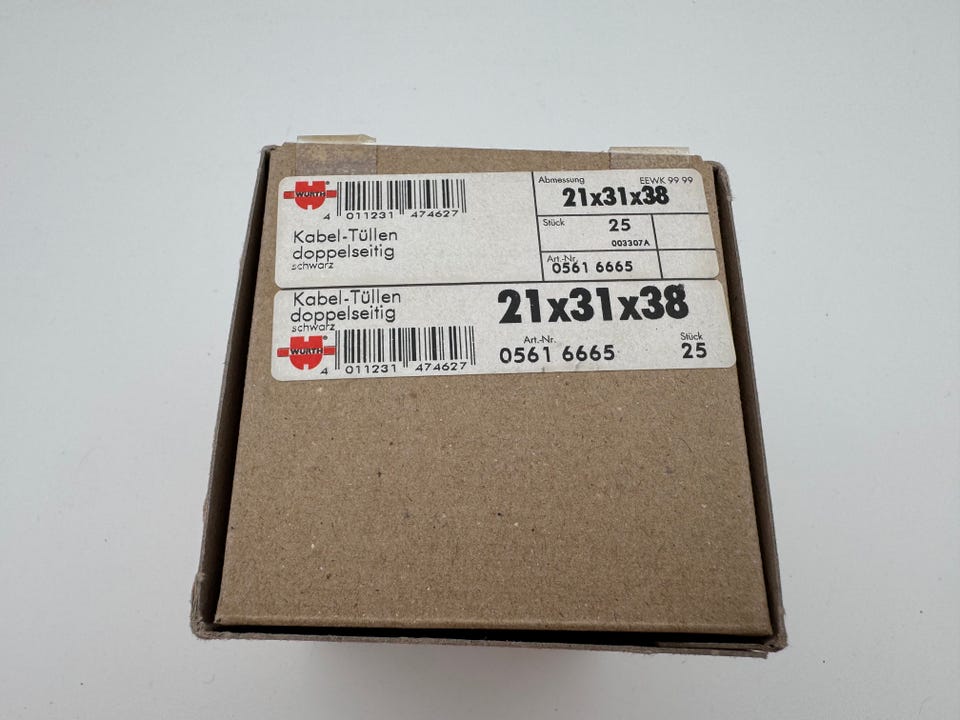 WÜRTH®
4 011231 474627
Kabel-Tüllen
doppelseitig
schwarz
Abmessung EEWK 99 99
21x31x38
Stück 25
003307A
Art.-Nr.
0561 6665
Kabel-Tüllen
doppelseitig
schwarz
WÜRTH®
4 011231 474627
21x31x38
Art.-Nr. Stück
0561 6665 25